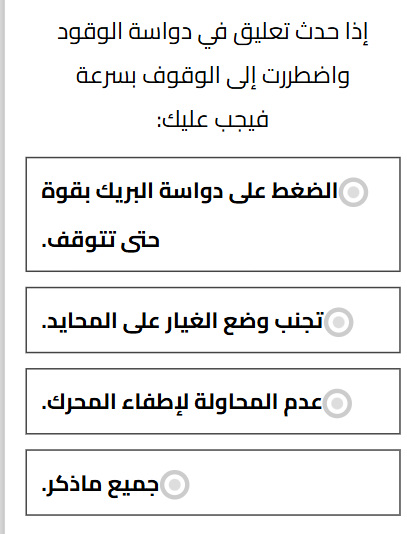 إذا حدث تعليق في دواسة الوقود
واضطررت إلى الوقوف بسرعة
فيجب عليك:
الضغط على دواسة البريك بقوة
حتى تتوقف.
تجنب وضع الغيار على المحايد.
عدم المحاولة لإطفاء المحرك.
جميع ماذكر.